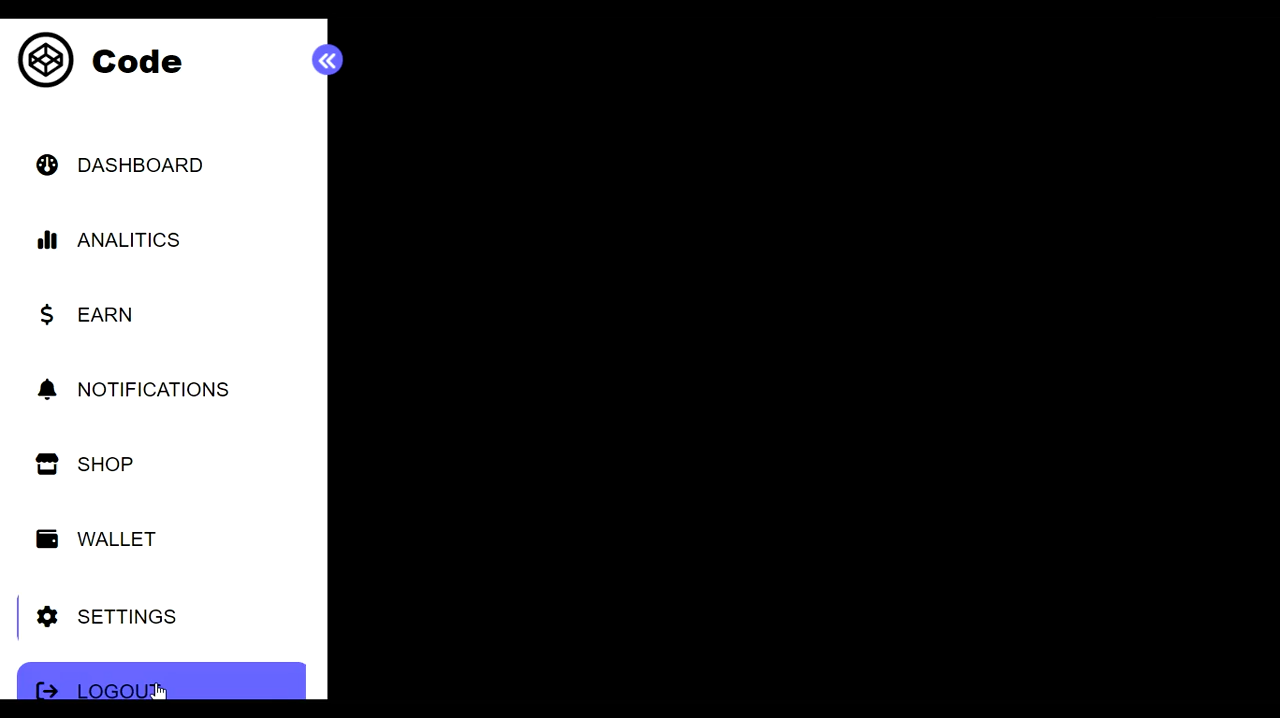 Code
DASHBOARD
ANALITICS
EARN
NOTIFICATIONS
SHOP
WALLET
SETTINGS
LOGOUT